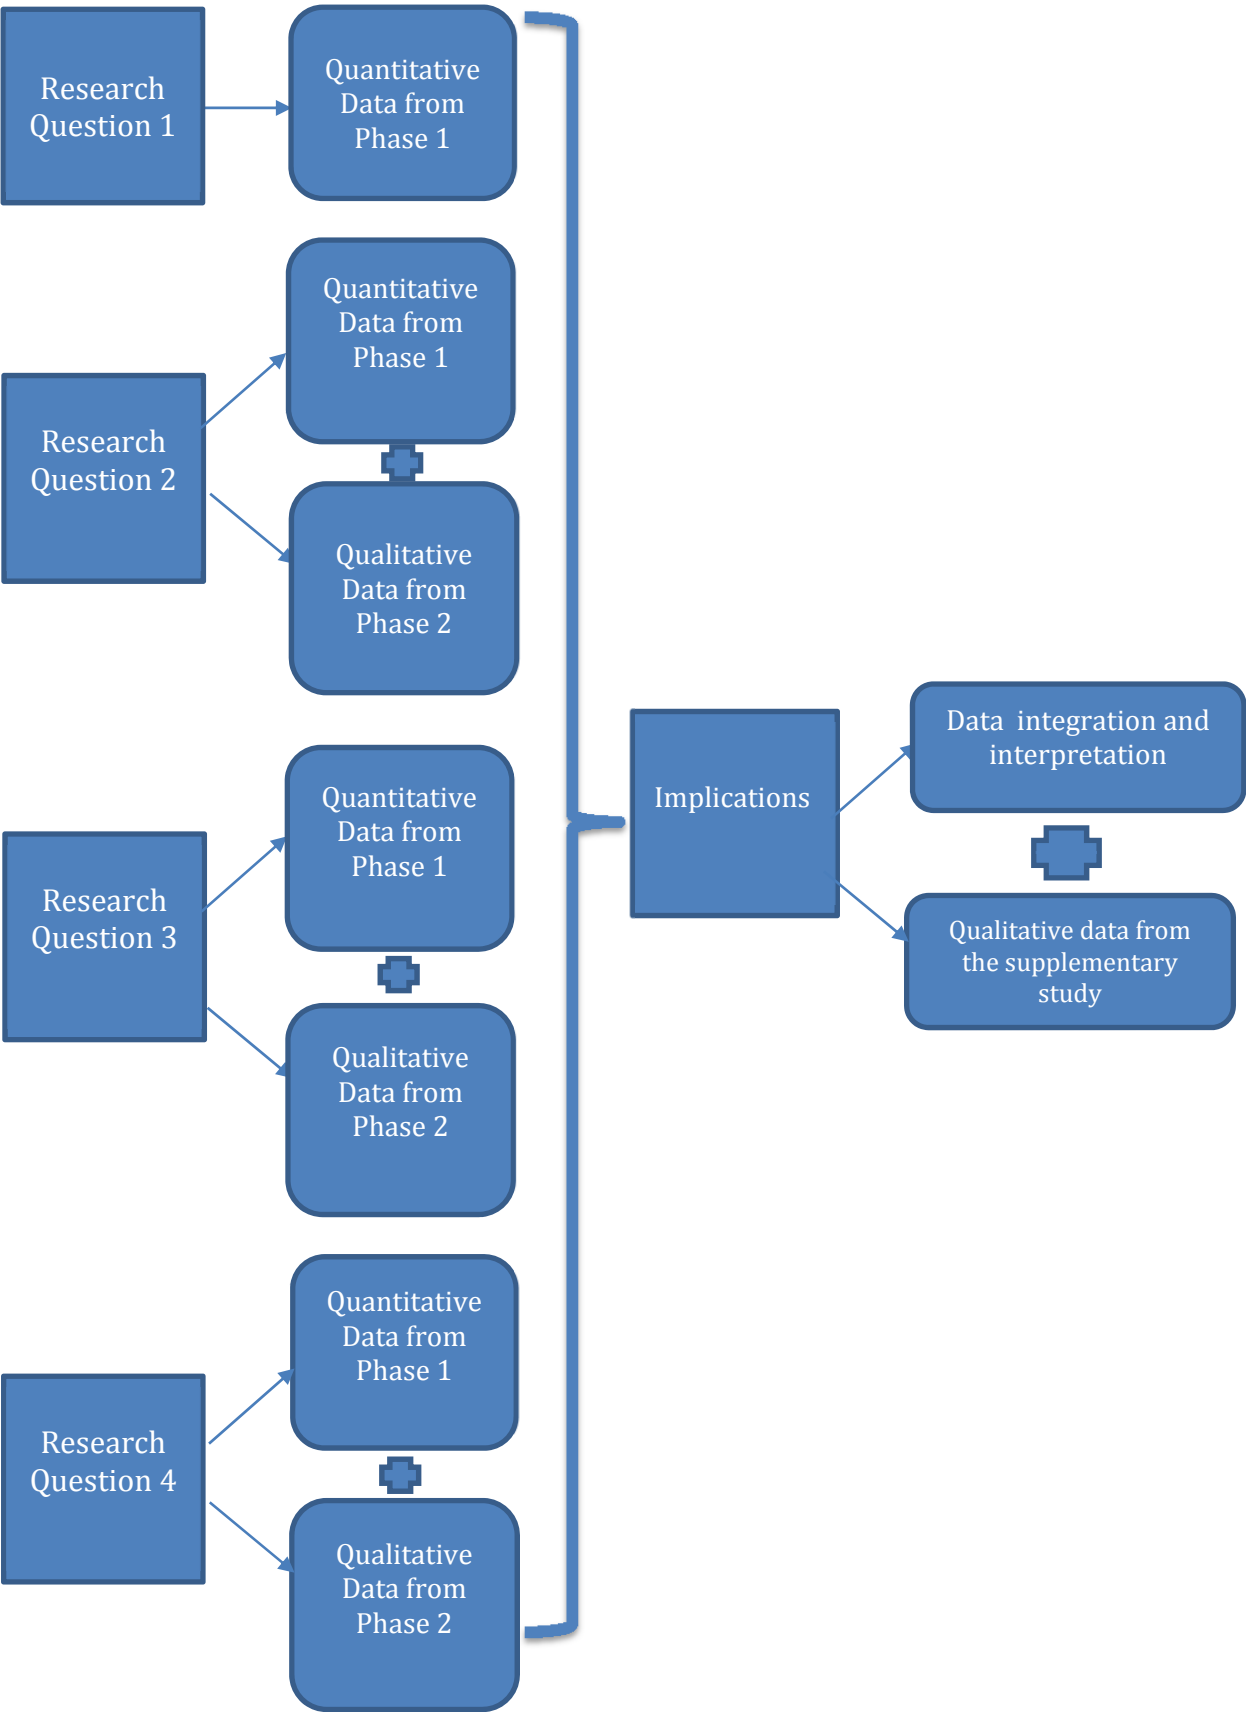 Research
Question 1
Quantitative
Data from
Phase 1
Research
Question 2
Quantitative
Data from
Phase 1
Qualitative
Data from
Phase 2
Research
Question 3
Quantitative
Data from
Phase 1
Qualitative
Data from
Phase 2
Research
Question 4
Quantitative
Data from
Phase 1
Qualitative
Data from
Phase 2
Implications
Data  integration and
interpretation
Qualitative data from
the supplementary
study